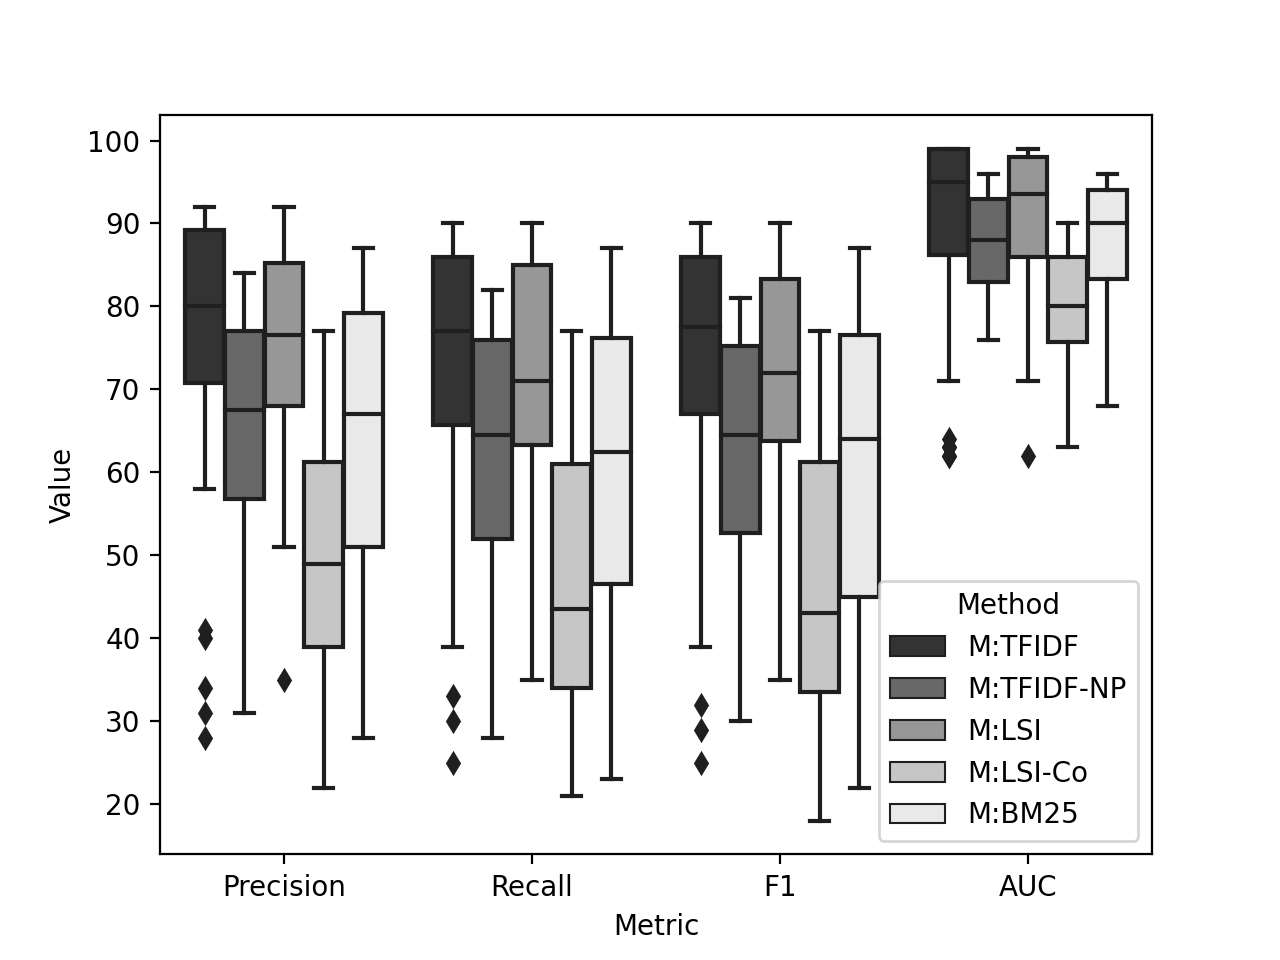 100
90
80
70
60
50
40
30
20
Value
Precision
Recall
F1
AUC
Metric
Method
M:TFIDF
M:TFIDF-NP
M:LSI
M:LSI-Co
M:BM25